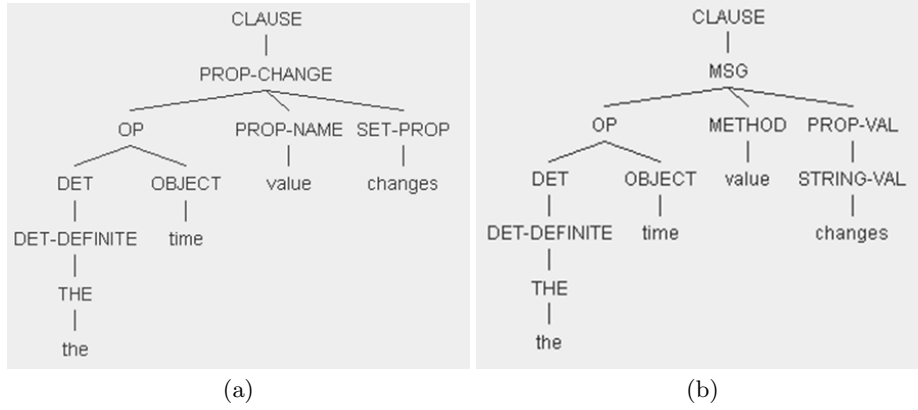 CLAUSE
PROP-CHANGE
OP PROP-NAME SET-PROP
DET OBJECT value changes
DET-DEFINITE time
THE
the
(a)
CLAUSE
MSG
OP METHOD PROP-VAL
DET OBJECT value STRING-VAL
DET-DEFINITE time changes
THE
the
(b)